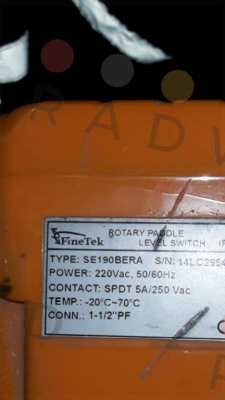 FineTek
ROTARY PADDLE
LEVEL SWITCH
TYPE: SE190BERA S/N: 14LC2954
POWER: 220Vac, 50/60Hz
CONTACT: SPDT 5A/250 Vac
TEMP.: -20°C~70°C
CONN.: 1-1/2"PF
RADW